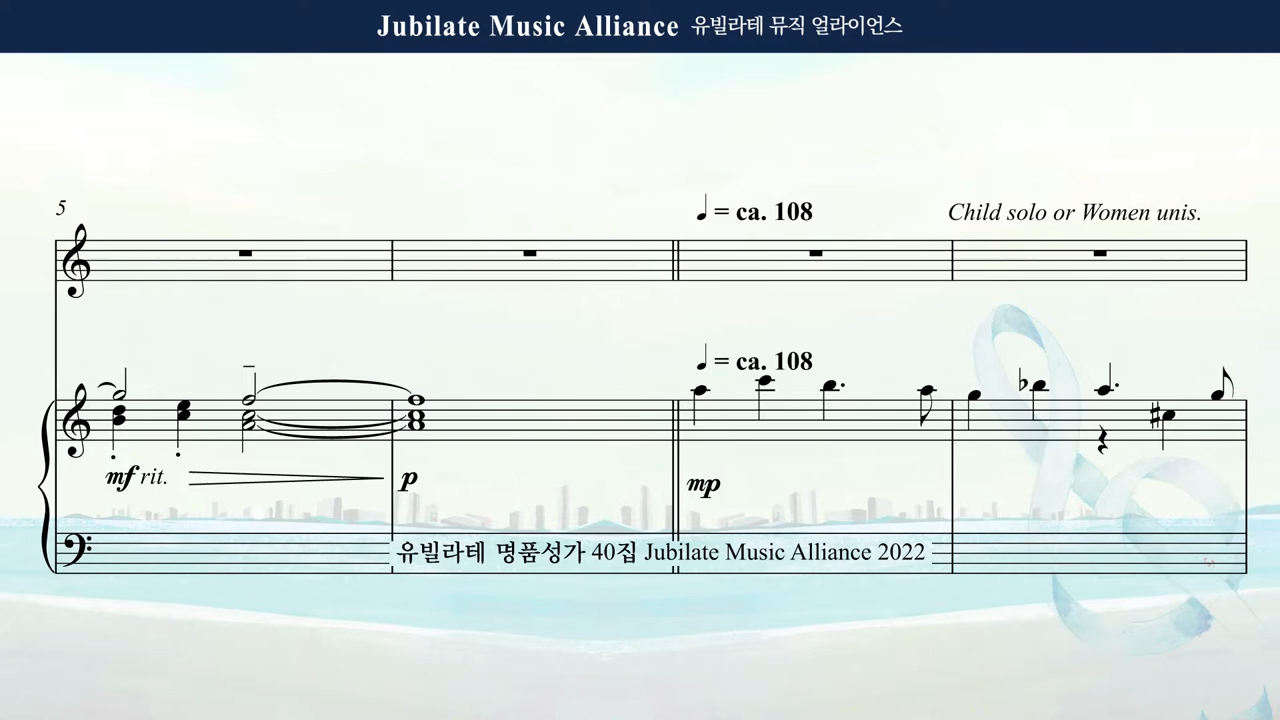 Jubilate Music Alliance 유빌라테 뮤직 얼라이언스
5
♩ = ca. 108
Child solo or Women unis.
♩ = ca. 108
mf rit.
p
mp
유빌라테 명품성가 40집 Jubilate Music Alliance 2022